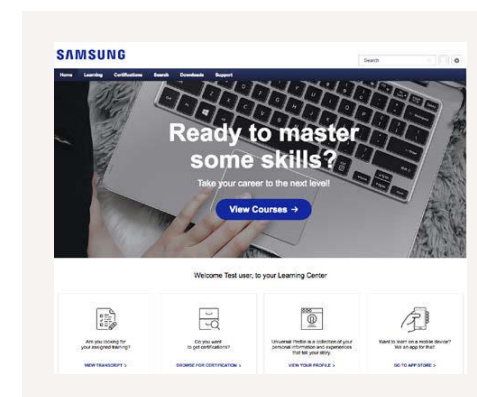 SAMSUNG
Search
Home Learning Certifications Search Downloads Support
Ready to master
some skills?
Take your career to the next level!
View Courses →
Welcome Test user, to your Learning Center
Are you looking for
your assigned training?
VIEW TRANSCRIPT >
Do you want
to get certifications?
BROWSE FOR CERTIFICATION >
Universal Profile is a collection of your
personal information and experiences
that tell your story.
VIEW YOUR PROFILE >
Want to learn on a mobile device?
We an app for that!
GO TO APP STORE >